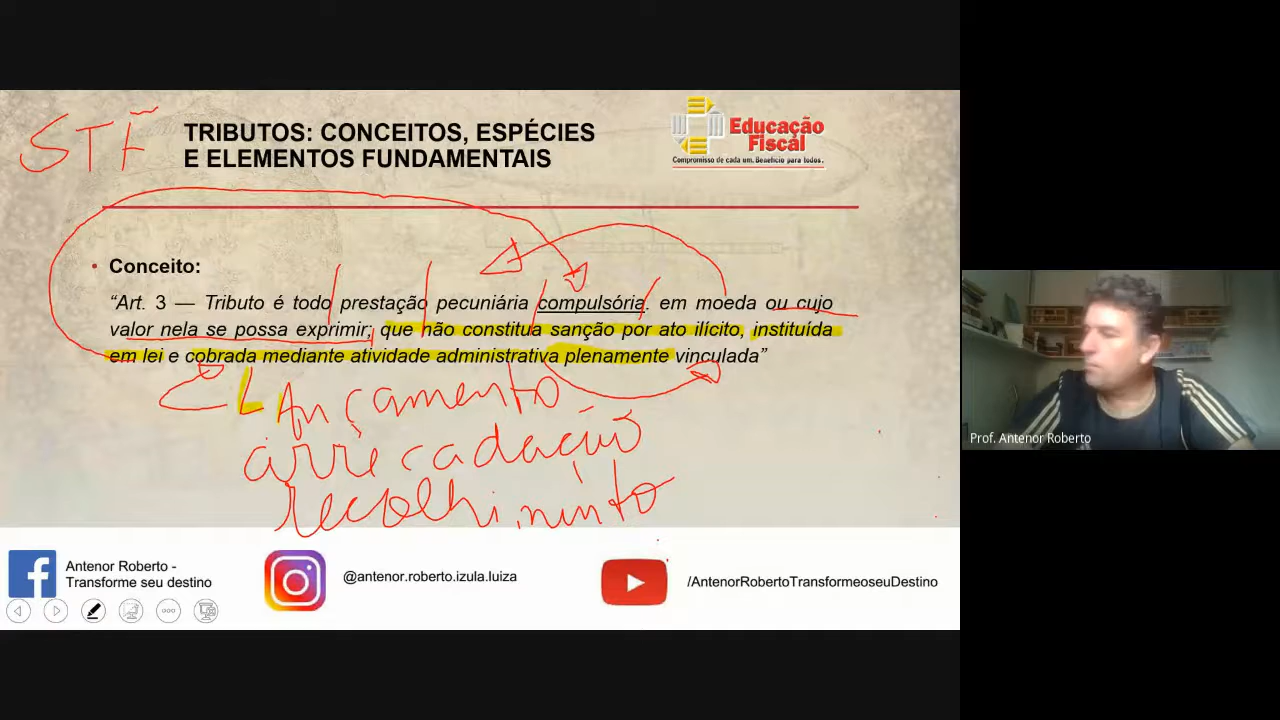 STF
TRIBUTOS: CONCEITOS, ESPÉCIES
E ELEMENTOS FUNDAMENTAIS
Educação
Fiscal
Compromisso de cada um. Benefício para todos.
• Conceito:
“Art. 3 — Tributo é todo prestação pecuniária compulsória. em moeda ou cujo
valor nela se possa exprimir; que não constitua sanção por ato ilícito, instituída
em lei e cobrada mediante atividade administrativa plenamente vinculada”
Lançamento
arrecadação
recolhimento
Prof. Antenor Roberto
Antenor Roberto -
Transforme seu destino
@antenor.roberto.izula.luiza
/AntenorRobertoTransformeoseuDestino